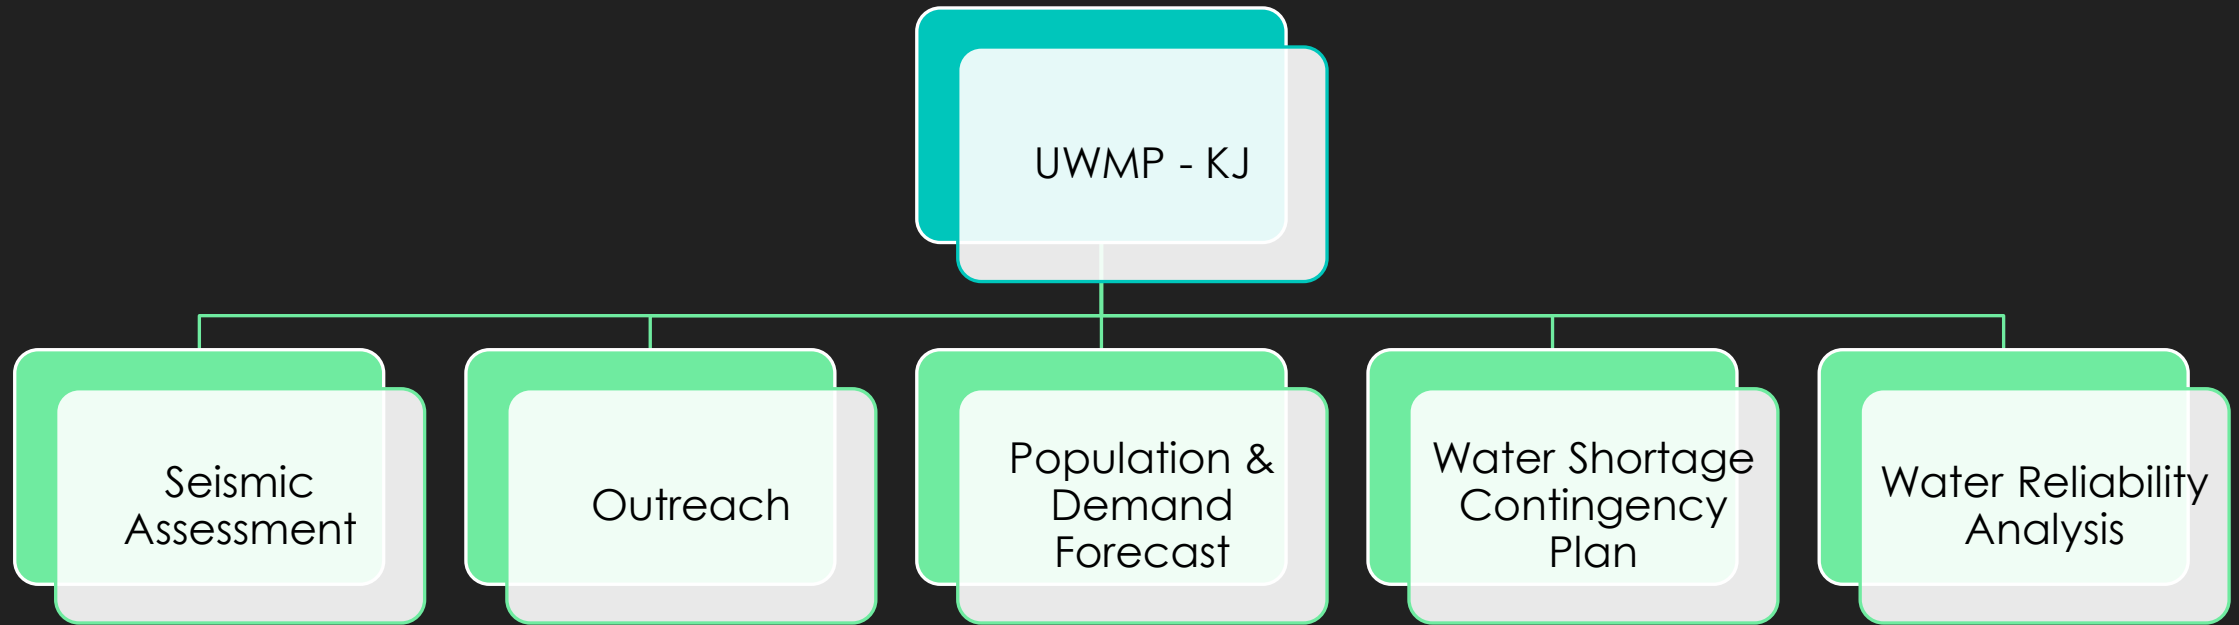 UWMP - KJ
Seismic
Assessment
Outreach
Population &
Demand
Forecast
Water Shortage
Contingency
Plan
Water Reliability
Analysis